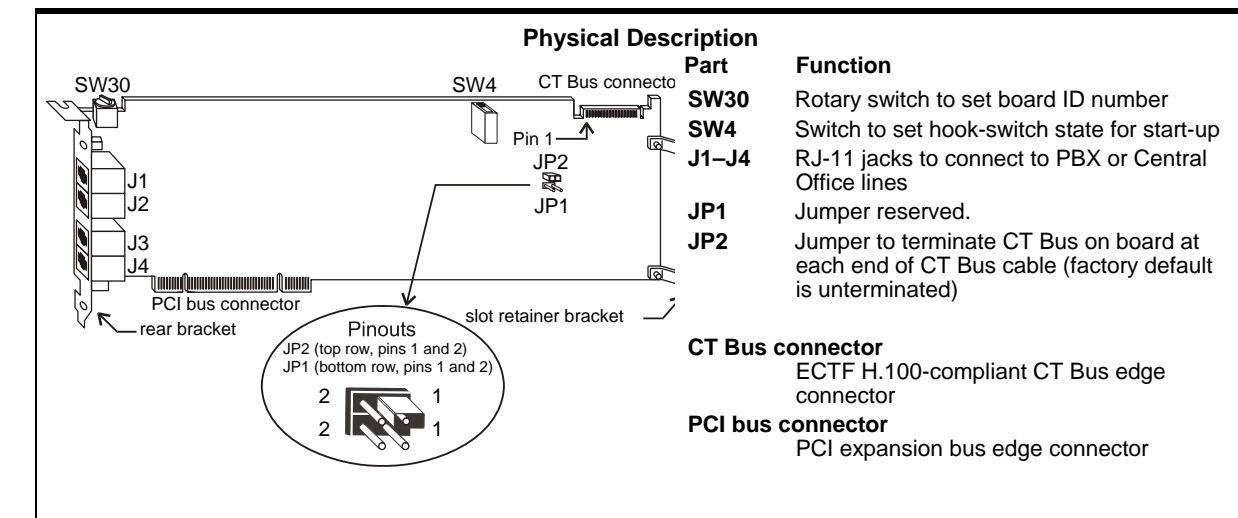 Physical Description
SW30
SW4
CT Bus connecto
Pin 1
JP2
JP1
J1
J2
J3
J4
PCI bus connector
rear bracket
slot retainer bracket
Pinouts
JP2 (top row, pins 1 and 2)
JP1 (bottom row, pins 1 and 2)
2 1
2 1
Part Function
SW30 Rotary switch to set board ID number
SW4 Switch to set hook-switch state for start-up
J1–J4 RJ-11 jacks to connect to PBX or Central
Office lines
JP1 Jumper reserved.
JP2 Jumper to terminate CT Bus on board at
each end of CT Bus cable (factory default
is unterminated)
CT Bus connector
ECTF H.100-compliant CT Bus edge
connector
PCI bus connector
PCI expansion bus edge connector